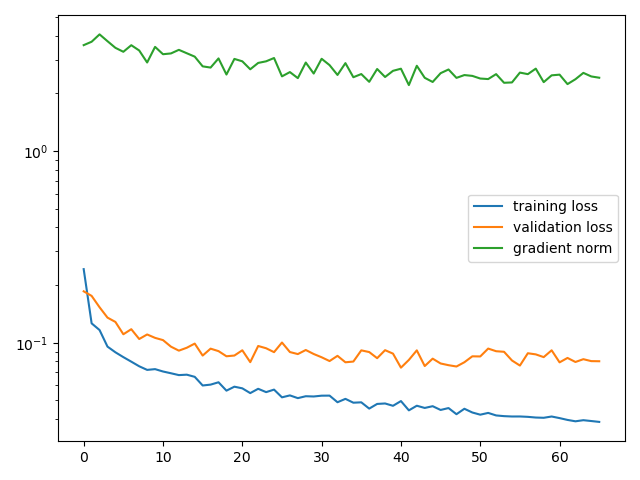 10⁰
10⁻¹
training loss
validation loss
gradient norm
0 10 20 30 40 50 60